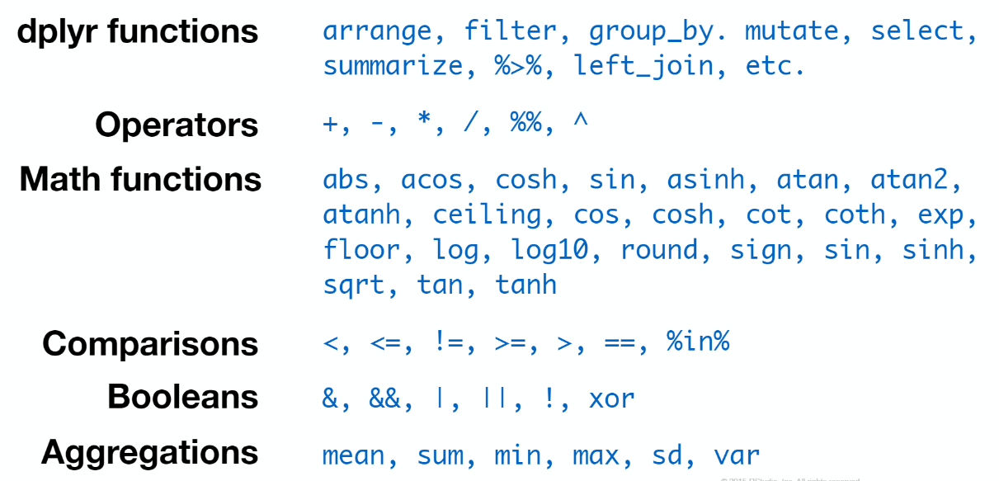 dplyr functions arrange, filter, group_by. mutate, select,
summarize, %>%, left_join, etc.
Operators +, -, *, /, %%, ^
Math functions abs, acos, cosh, sin, asinh, atan, atan2,
atanh, ceiling, cos, cosh, cot, coth, exp,
floor, log, log10, round, sign, sin, sinh,
sqrt, tan, tanh
Comparisons <, <=, !=, >=, >, ==, %in%
Booleans &, &&, |, ||, !, xor
Aggregations mean, sum, min, max, sd, var
© 2015 RStudio, Inc. All rights reserved.